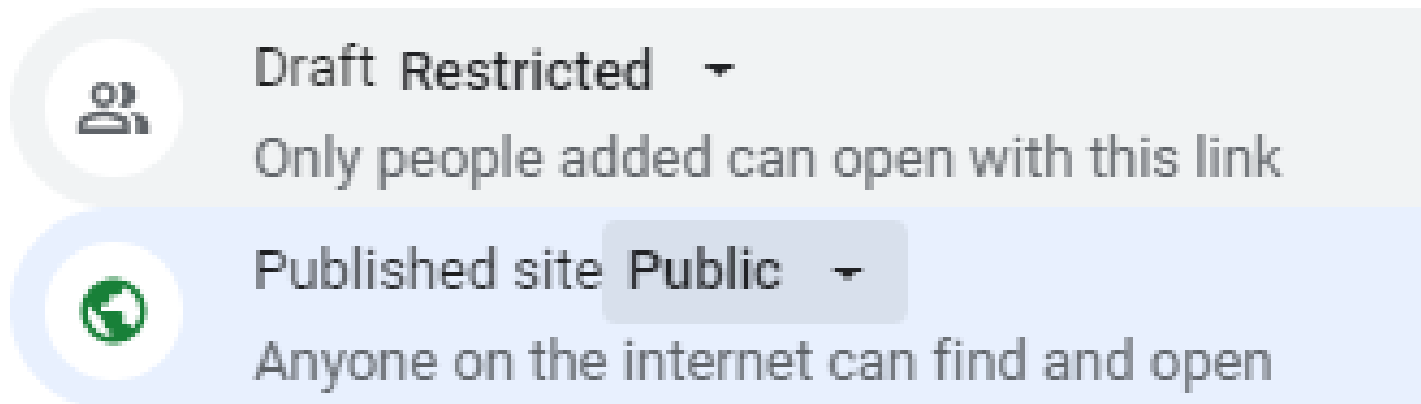 Draft Restricted
Only people added can open with this link
Published site Public
Anyone on the internet can find and open